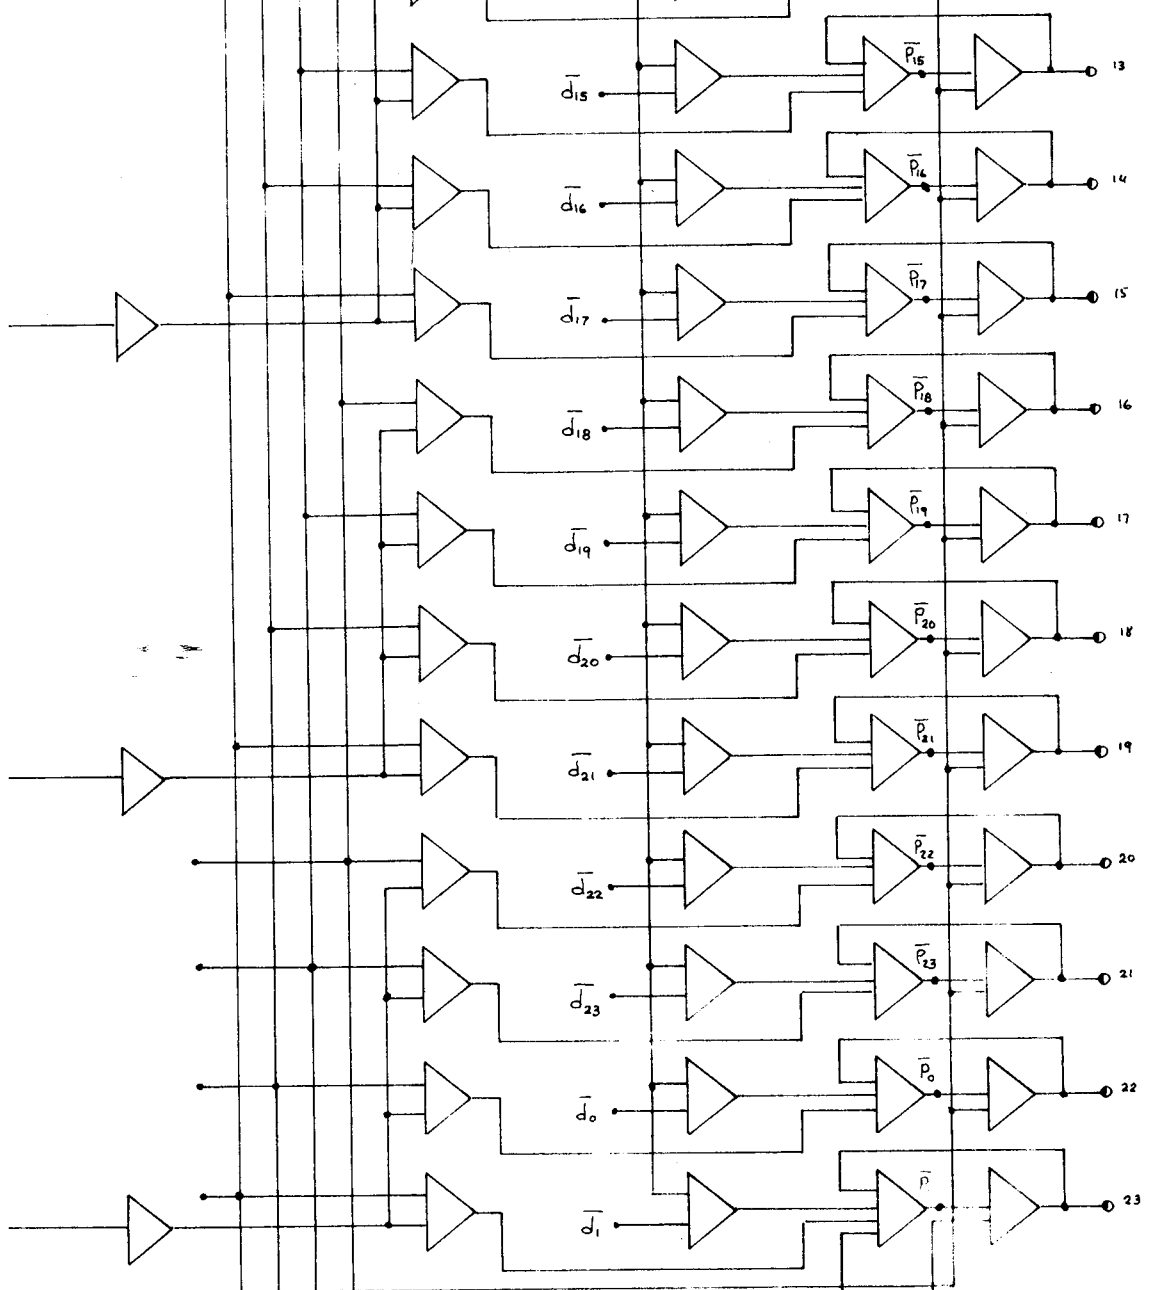 P̅15 13
d̅15
P̅16 14
d̅16
P̅17 15
d̅17
P̅18 16
d̅18
P̅19 17
d̅19
P̅20 18
d̅20
P̅21 19
d̅21
P̅22 20
d̅22
P̅23 21
d̅23
P̅0 22
d̅0
P̅ 23
d̅1